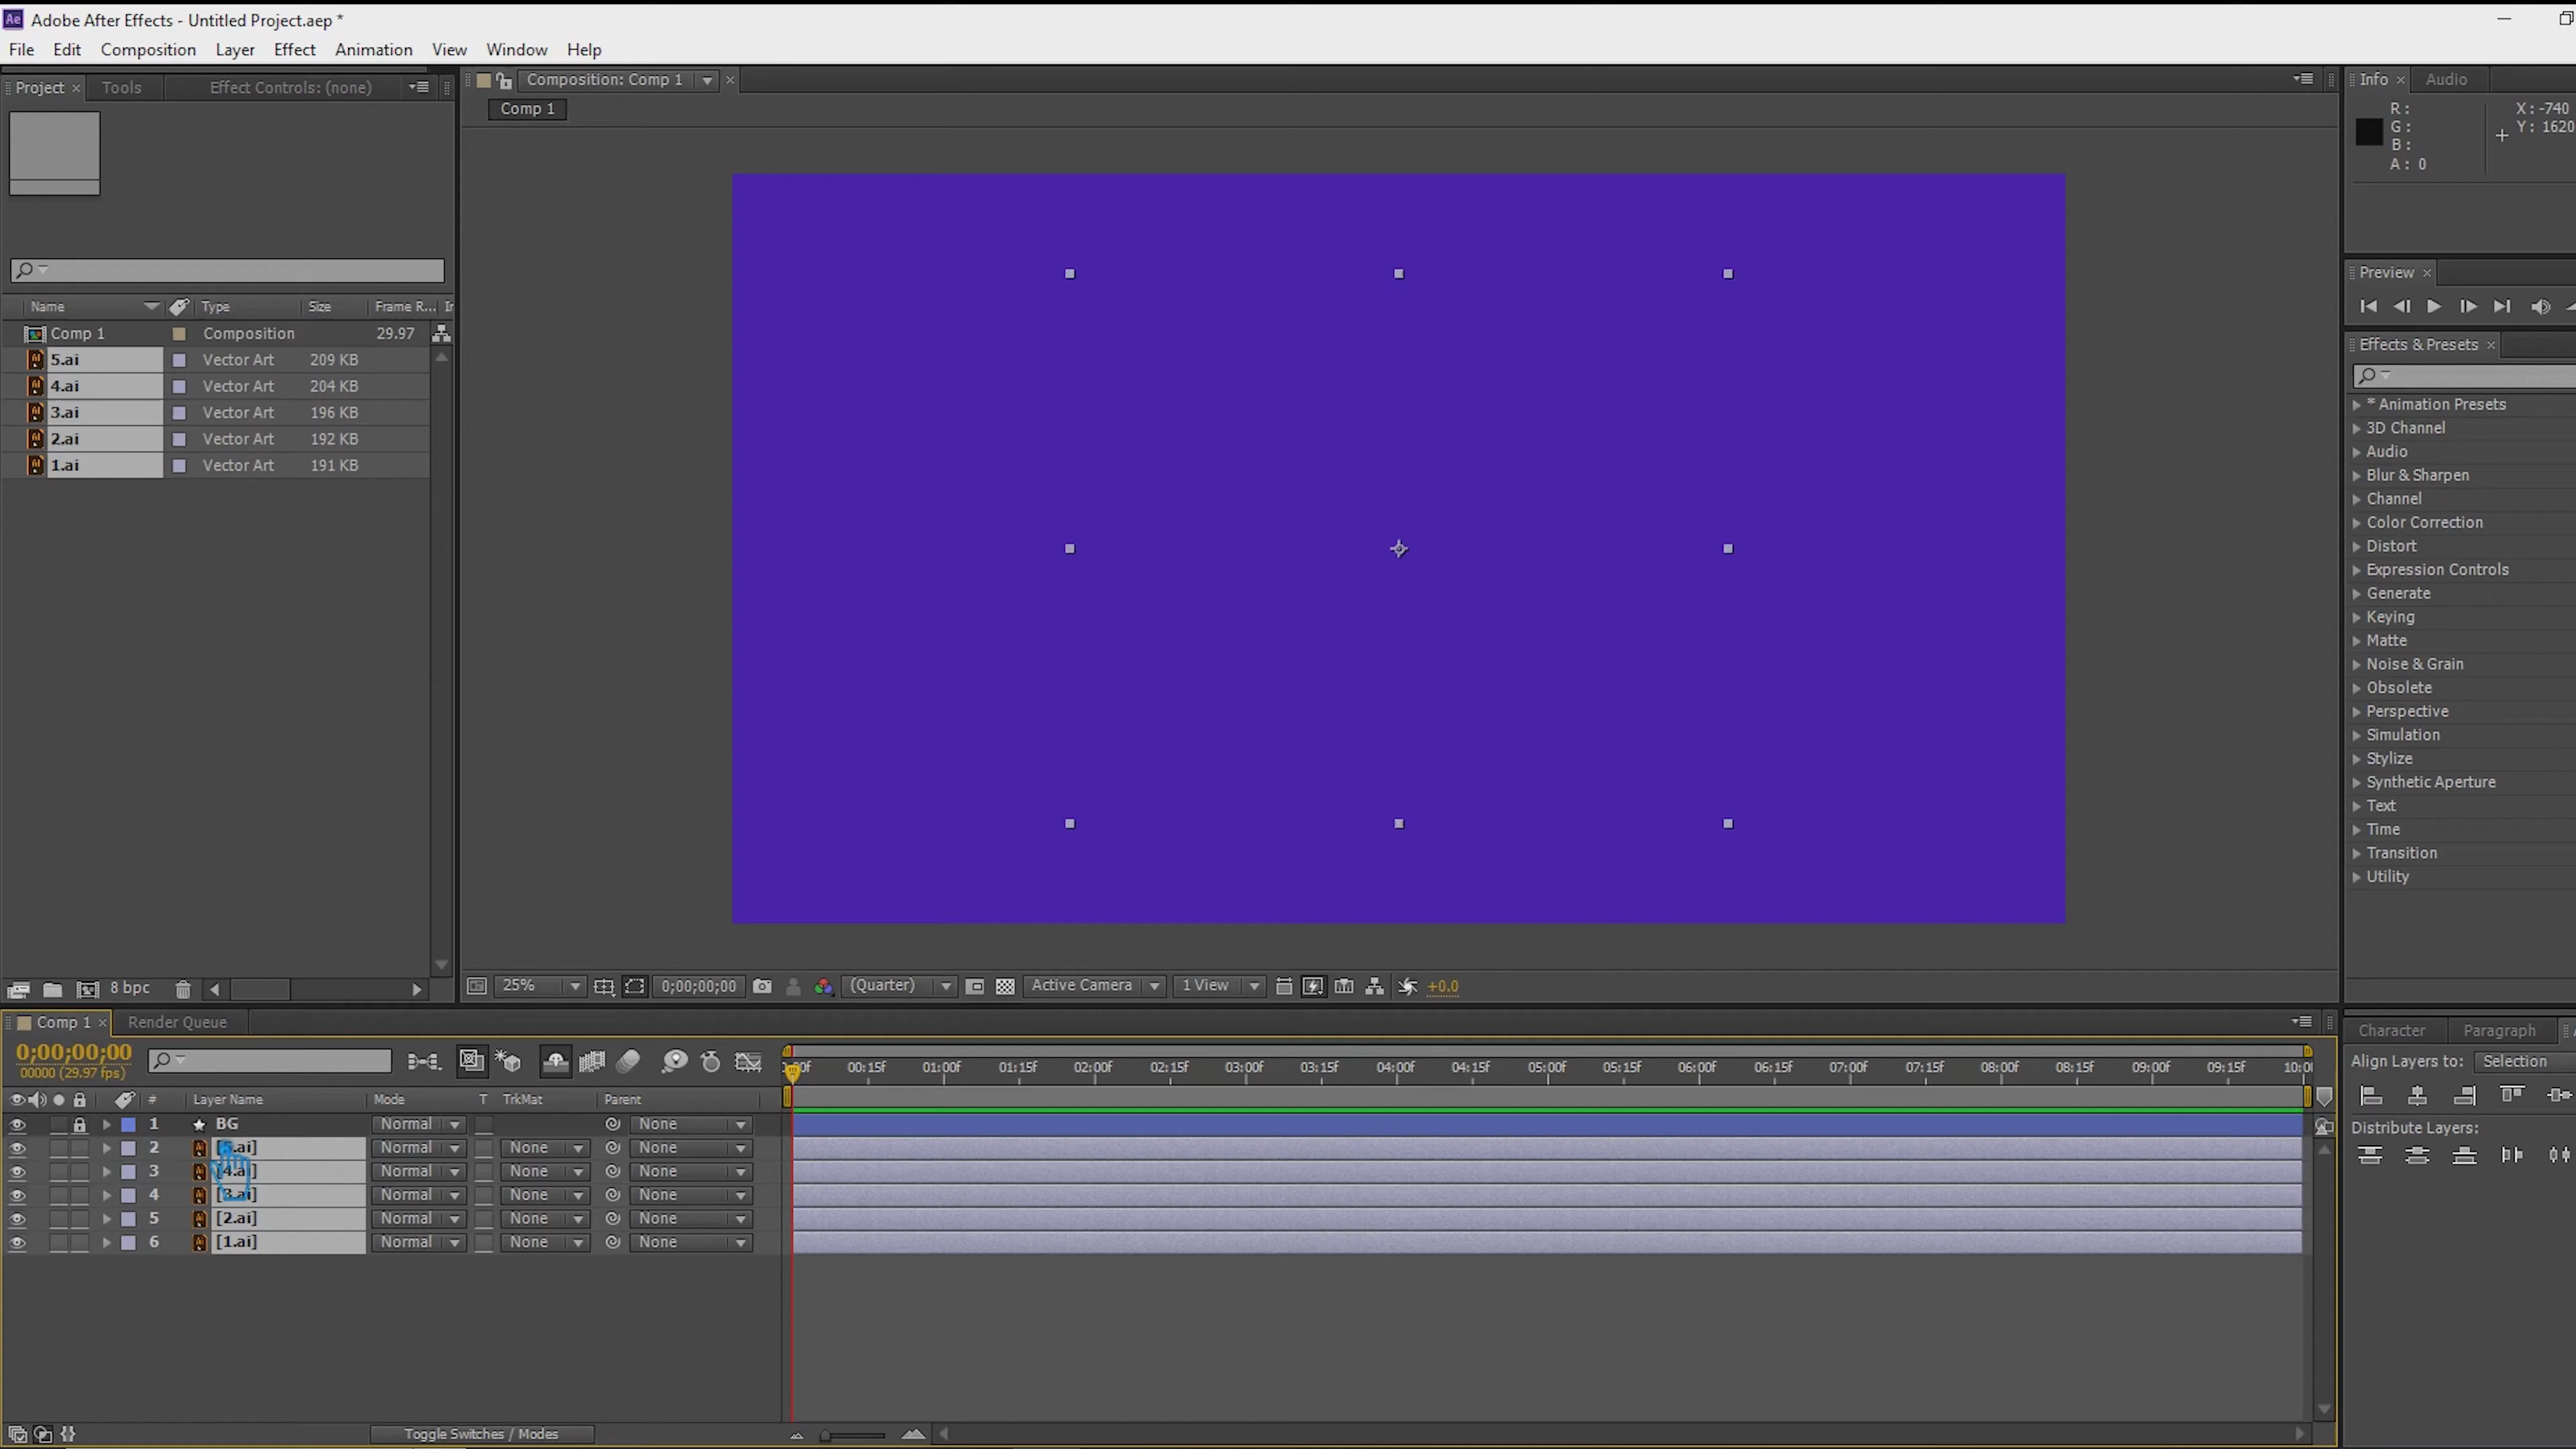 Ae Adobe After Effects - Untitled Project.aep *
File Edit Composition Layer Effect Animation View Window Help
Project Tools Effect Controls: (none)
Name Type Size Frame R...
Comp 1 Composition 29.97
5.ai Vector Art 209 KB
4.ai Vector Art 204 KB
3.ai Vector Art 196 KB
2.ai Vector Art 192 KB
1.ai Vector Art 191 KB
8 bpc
Composition: Comp 1
Comp 1
25% 0;00;00;00 (Quarter) Active Camera 1 View +0.0
Info Audio
R:
G:
B:
A: 0
X: -740
Y: 1620
Preview
Effects & Presets
* Animation Presets
3D Channel
Audio
Blur & Sharpen
Channel
Color Correction
Distort
Expression Controls
Generate
Keying
Matte
Noise & Grain
Obsolete
Perspective
Simulation
Stylize
Synthetic Aperture
Text
Time
Transition
Utility
Comp 1 Render Queue
0;00;00;00
00000 (29.97 fps)
00:15f 01:00f 01:15f 02:00f 02:15f 03:00f 03:15f 04:00f 04:15f 05:00f 05:15f 06:00f 06:15f 07:00f 07:15f 08:00f 08:15f 09:00f 09:15f
# Layer Name Mode T TrkMat Parent
1 BG Normal None
2 [5.ai] Normal None None
3 [4.ai] Normal None None
4 [3.ai] Normal None None
5 [2.ai] Normal None None
6 [1.ai] Normal None None
Toggle Switches / Modes
Character Paragraph
Align Layers to: Selection
Distribute Layers: